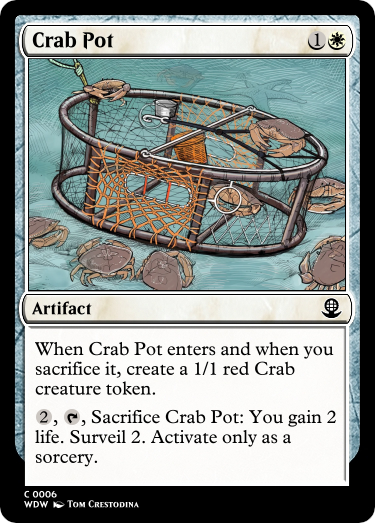 Crab Pot 1
Artifact
When Crab Pot enters and when you
sacrifice it, create a 1/1 red Crab
creature token.
2, , Sacrifice Crab Pot: You gain 2
life. Surveil 2. Activate only as a
sorcery.
C 0006
WDW Tom Crestodina